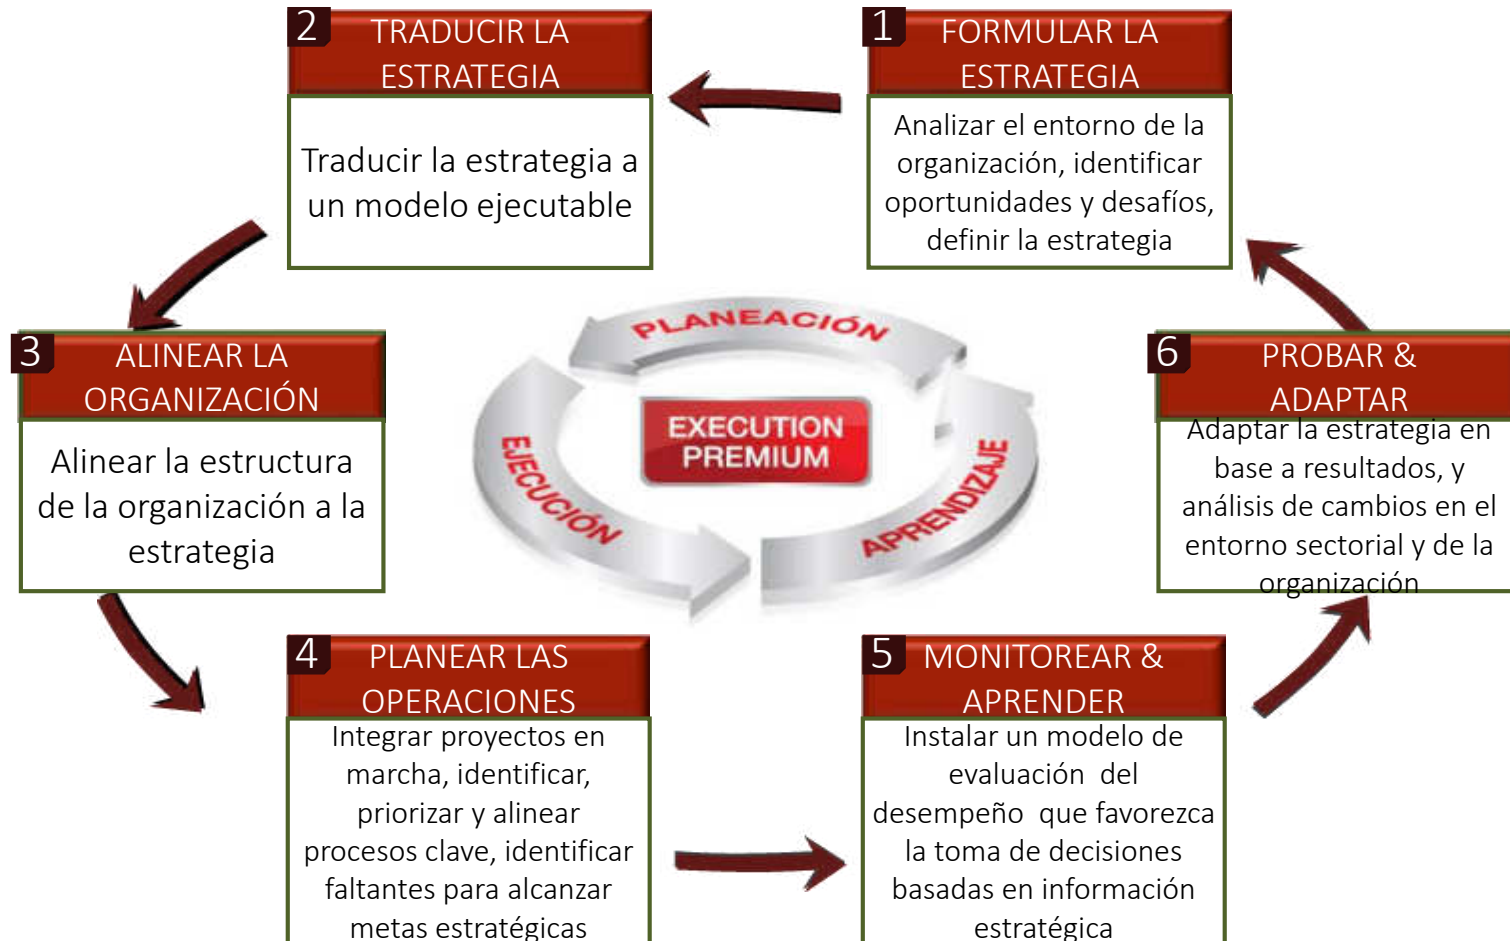 1
FORMULAR LA
ESTRATEGIA
Analizar el entorno de la
organización, identificar
oportunidades y desafíos,
definir la estrategia
2
TRADUCIR LA
ESTRATEGIA
Traducir la estrategia a
un modelo ejecutable
3
ALINEAR LA
ORGANIZACIÓN
Alinear la estructura
de la organización a la
estrategia
4
PLANEAR LAS
OPERACIONES
Integrar proyectos en
marcha, identificar,
priorizar y alinear
procesos clave, identificar
faltantes para alcanzar
metas estratégicas
5
MONITOREAR &
APRENDER
Instalar un modelo de
evaluación del
desempeño que favorezca
la toma de decisiones
basadas en información
estratégica
6
PROBAR &
ADAPTAR
Adaptar la estrategia en
base a resultados, y
análisis de cambios en el
entorno sectorial y de la
organización
PLANEACIÓN
EJECUCIÓN
APRENDIZAJE
EXECUTION
PREMIUM